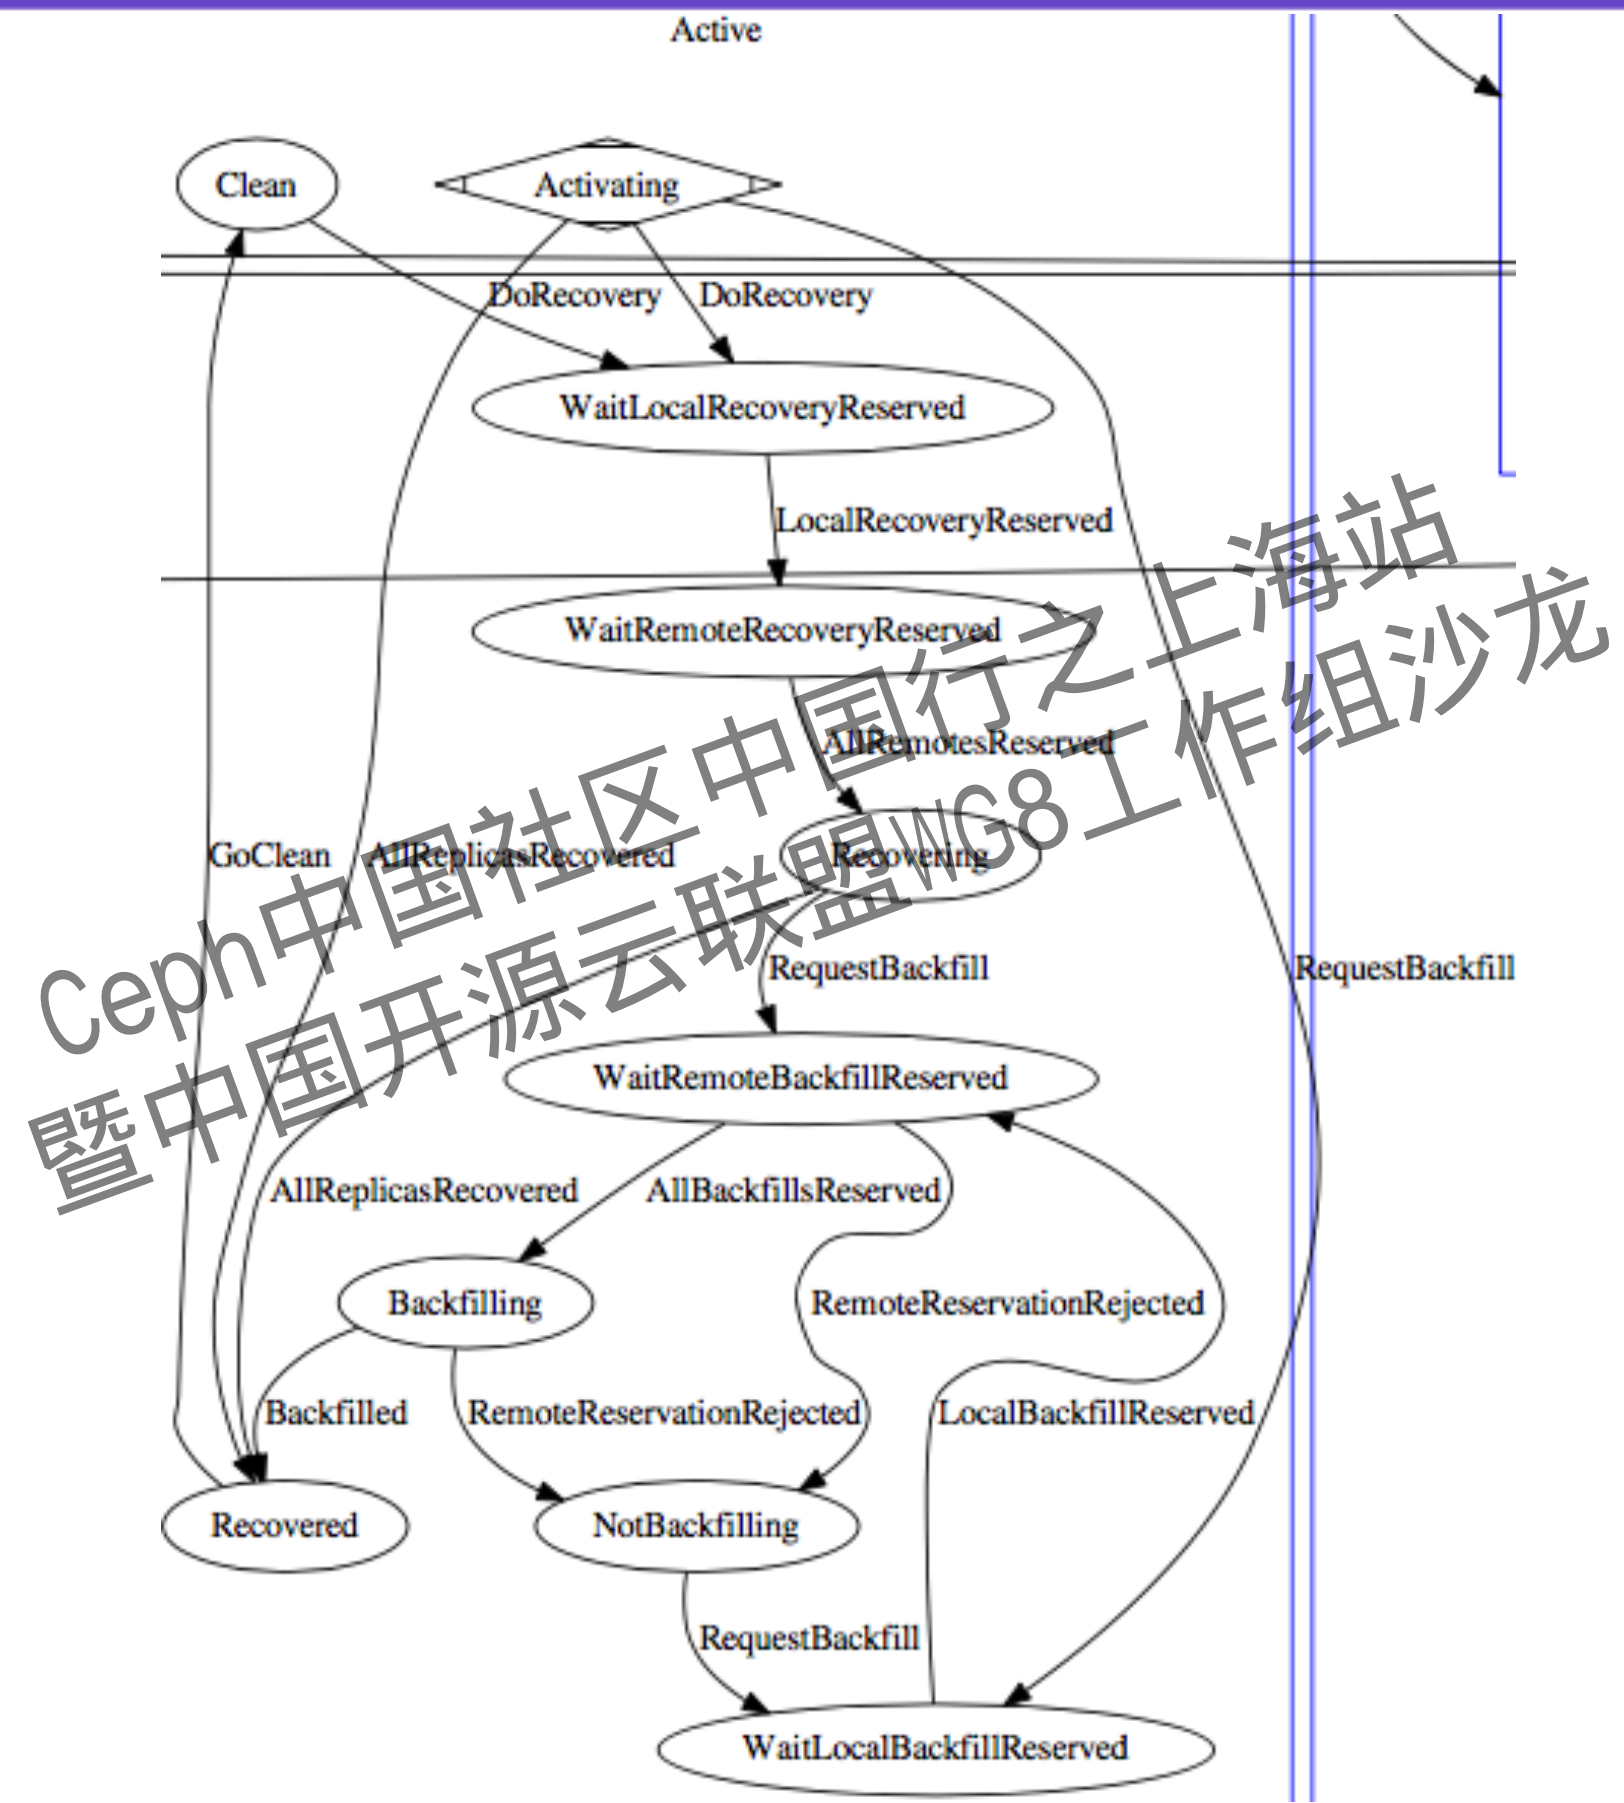 Active
Clean
Activating
DoRecovery
DoRecovery
WaitLocalRecoveryReserved
LocalRecoveryReserved
WaitRemoteRecoveryReserved
AllRemotesReserved
GoClean
AllReplicasRecovered
Recovering
RequestBackfill
RequestBackfill
WaitRemoteBackfillReserved
AllReplicasRecovered
AllBackfillsReserved
Backfilling
RemoteReservationRejected
Backfilled
RemoteReservationRejected
LocalBackfillReserved
Recovered
NotBackfilling
RequestBackfill
WaitLocalBackfillReserved
Ceph中国社区中国行之上海站
暨中国开源云联盟WG8工作组沙龙